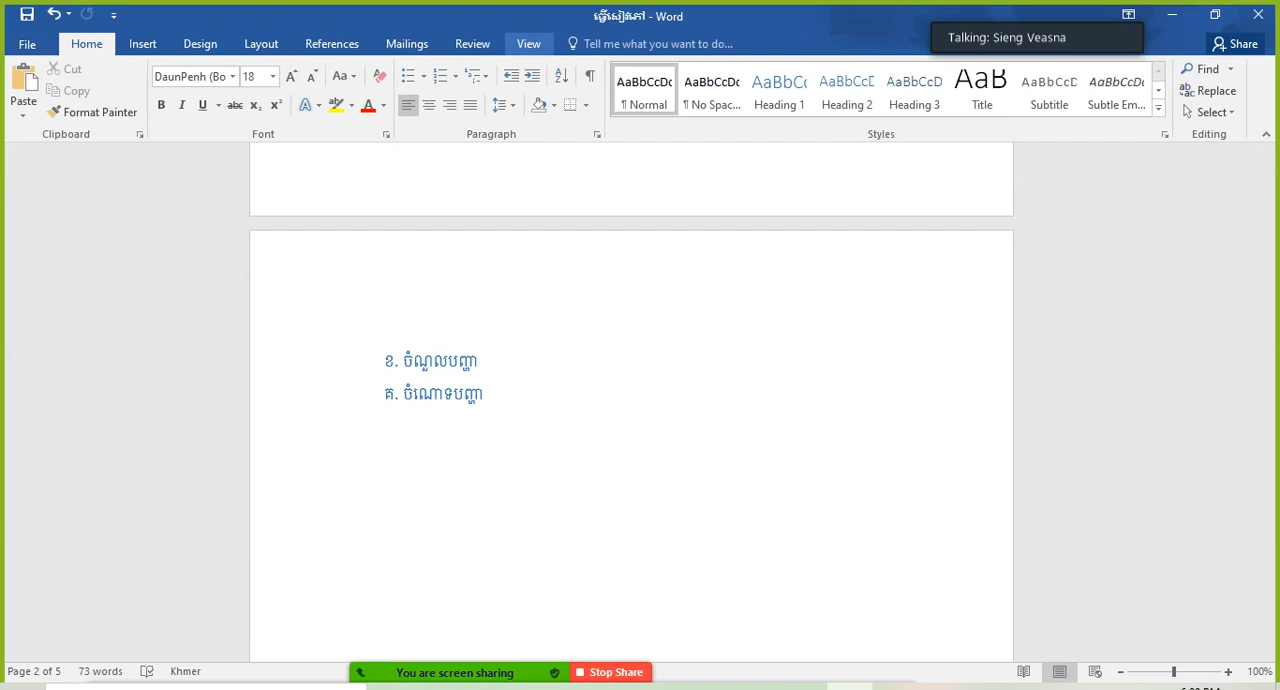 ធ្វើសៀវភៅ - Word
Talking: Sieng Veasna
File Home Insert Design Layout References Mailings Review View Tell me what you want to do... Share
Paste Cut Copy Format Painter Clipboard
DaunPenh (Bo 18 Aa Font
B I U abc X₂ X² A A
Paragraph
AaBbCcDc AaBbCcDc AaBbCc AaBbCcD AaBbCcD AaB AaBbCcD AaBbCcDc
¶ Normal ¶ No Spac... Heading 1 Heading 2 Heading 3 Title Subtitle Subtle Em...
Styles
Find Replace Select Editing
ខ. ចំណួលបញ្ហា
គ. ចំណោទបញ្ហា
Page 2 of 5 73 words Khmer You are screen sharing Stop Share 100%